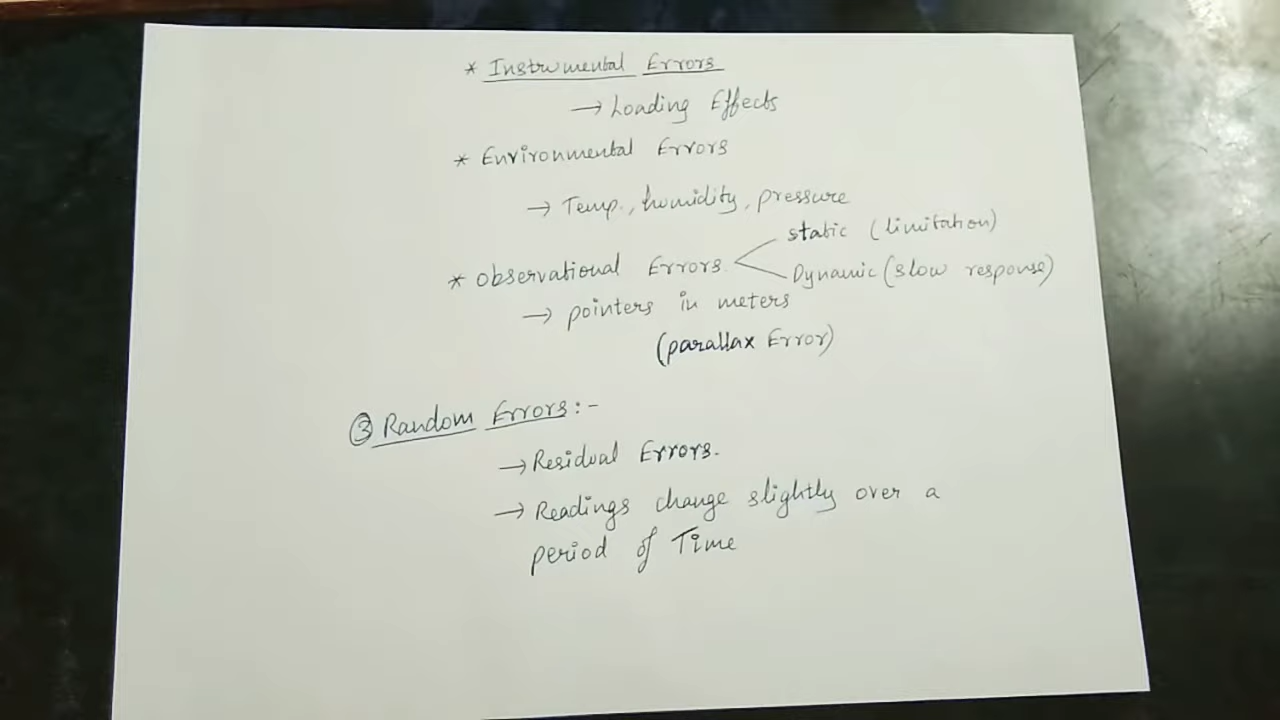 * Instrumental Errors
→ Loading Effects
* Environmental Errors
→ Temp., humidity, pressure
static (limitation)
* Observational Errors
Dynamic (slow response)
→ pointers in meters
(parallax Error)
③ Random Errors:-
→ Residual Errors.
→ Readings change slightly over a
period of Time